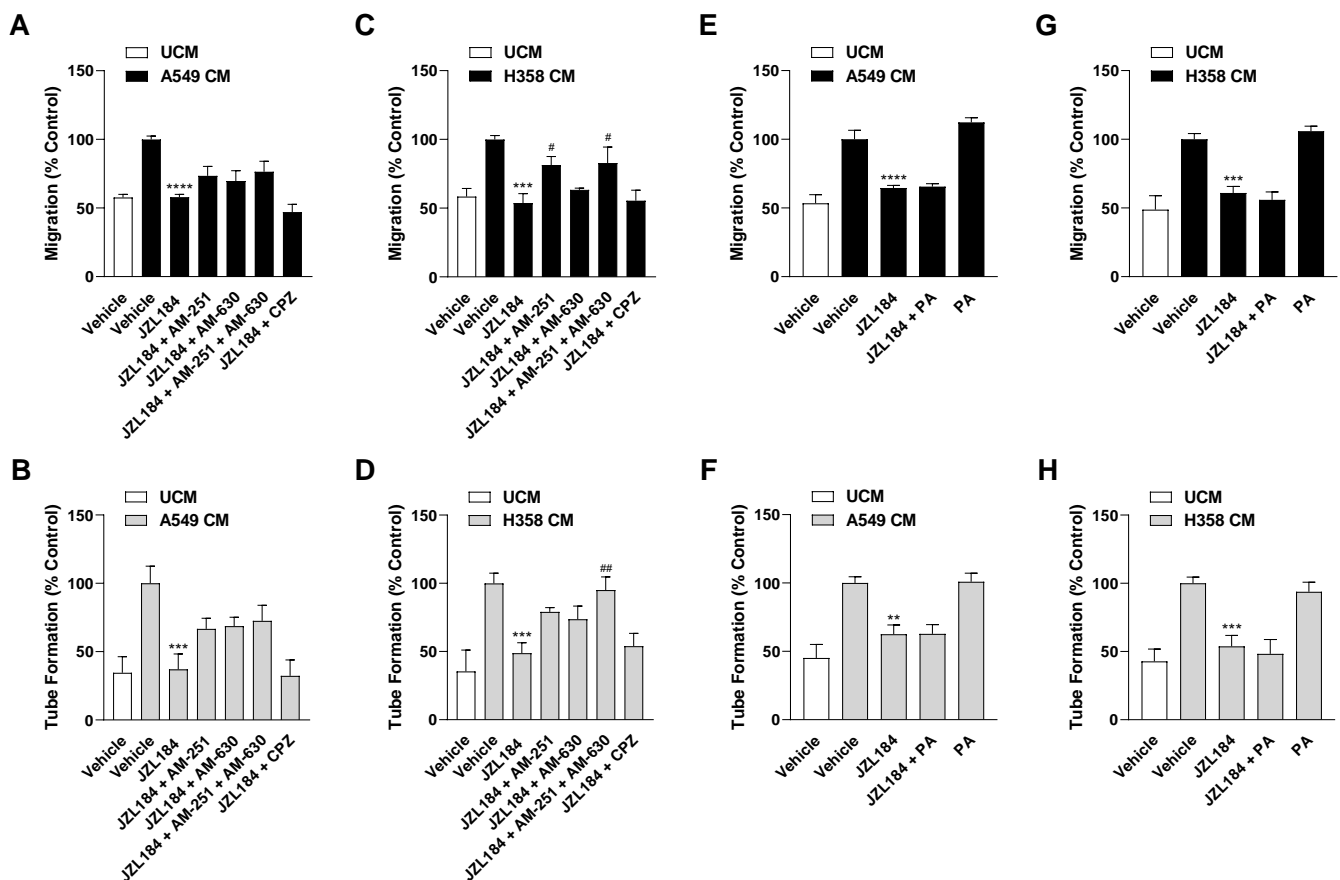 A
UCM
A549 CM
Migration (% Control)
150
100
50
0
Vehicle
Vehicle
****
JZL184
JZL184 + AM-251
JZL184 + AM-630
JZL184 + AM-251 + AM-630
JZL184 + CPZ
C
UCM
H358 CM
Migration (% Control)
150
100
50
0
Vehicle
Vehicle
***
JZL184
#
JZL184 + AM-251
JZL184 + AM-630
#
JZL184 + AM-251 + AM-630
JZL184 + CPZ
E
UCM
A549 CM
Migration (% Control)
150
100
50
0
Vehicle
Vehicle
****
JZL184
JZL184 + PA
PA
G
UCM
H358 CM
Migration (% Control)
150
100
50
0
Vehicle
Vehicle
***
JZL184
JZL184 + PA
PA
B
UCM
A549 CM
Tube Formation (% Control)
150
100
50
0
Vehicle
Vehicle
***
JZL184
JZL184 + AM-251
JZL184 + AM-630
JZL184 + AM-251 + AM-630
JZL184 + CPZ
D
UCM
H358 CM
Tube Formation (% Control)
150
100
50
0
Vehicle
Vehicle
***
JZL184
JZL184 + AM-251
JZL184 + AM-630
##
JZL184 + AM-251 + AM-630
JZL184 + CPZ
F
UCM
A549 CM
Tube Formation (% Control)
150
100
50
0
Vehicle
Vehicle
**
JZL184
JZL184 + PA
PA
H
UCM
H358 CM
Tube Formation (% Control)
150
100
50
0
Vehicle
Vehicle
***
JZL184
JZL184 + PA
PA